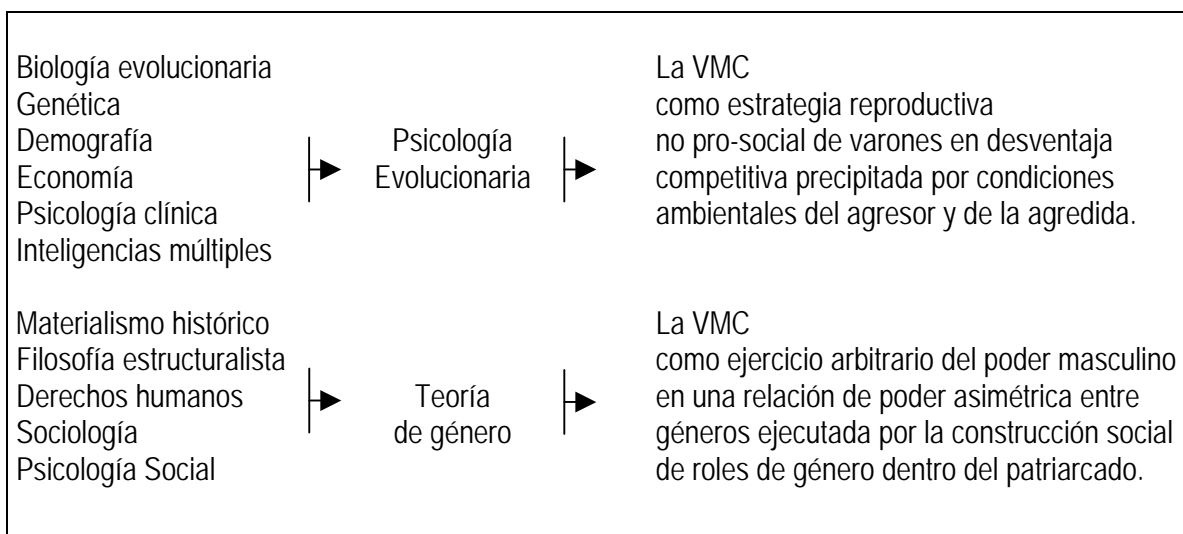 Biología evolucionaria
Genética
Demografía
Economía
Psicología clínica
Inteligencias múltiples
Psicología
Evolucionaria
La VMC
como estrategia reproductiva
no pro-social de varones en desventaja
competitiva precipitada por condiciones
ambientales del agresor y de la agredida.
Materialismo histórico
Filosofía estructuralista
Derechos humanos
Sociología
Psicología Social
Teoría
de género
La VMC
como ejercicio arbitrario del poder masculino
en una relación de poder asimétrica entre
géneros ejecutada por la construcción social
de roles de género dentro del patriarcado.